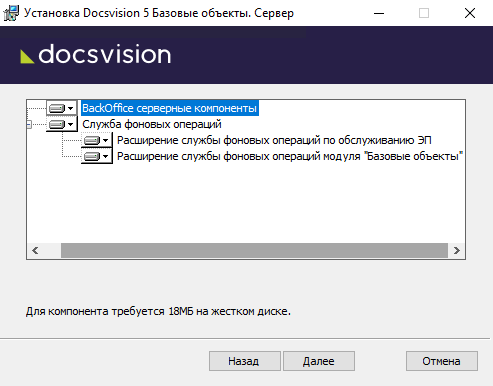 Установка Docsvision 5 Базовые объекты. Сервер
docsvision
BackOffice серверные компоненты
Служба фоновых операций
Расширение службы фоновых операций по обслуживанию ЭП
Расширение службы фоновых операций модуля "Базовые объекты"
Для компонента требуется 18МБ на жестком диске.
Назад Далее Отмена